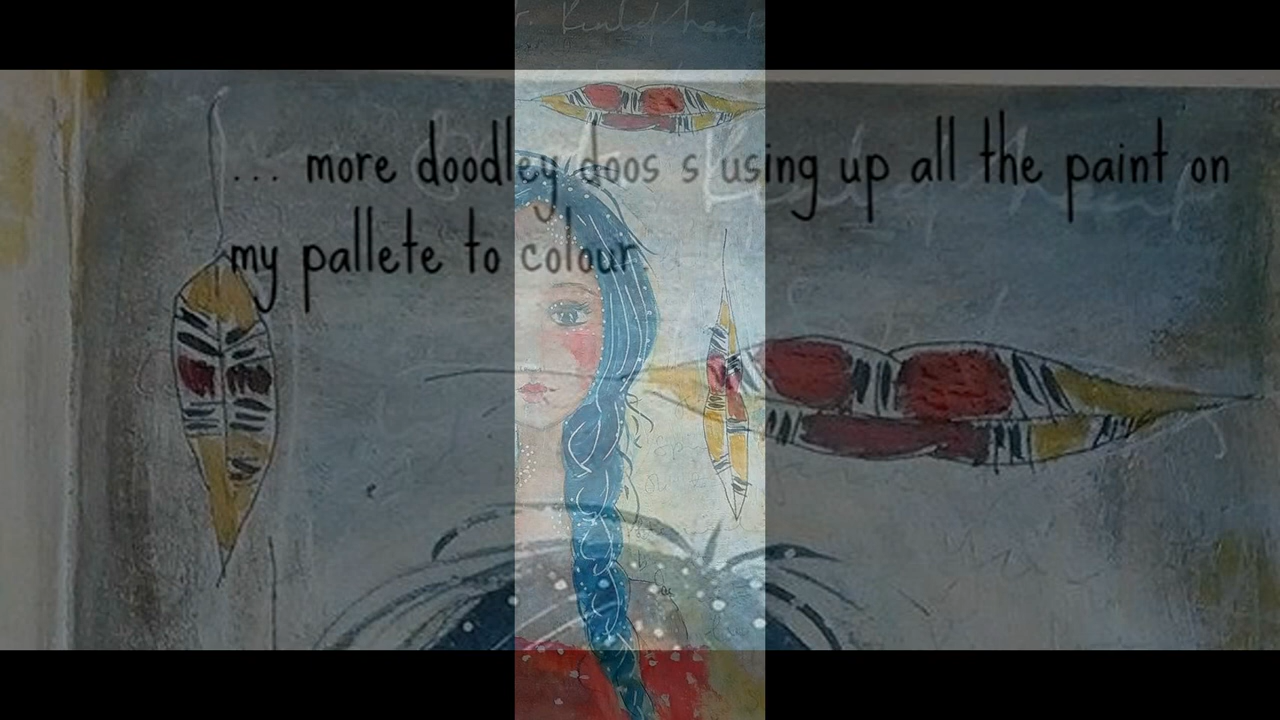 ... more doodley doos s using up all the paint on
my pallete to colour